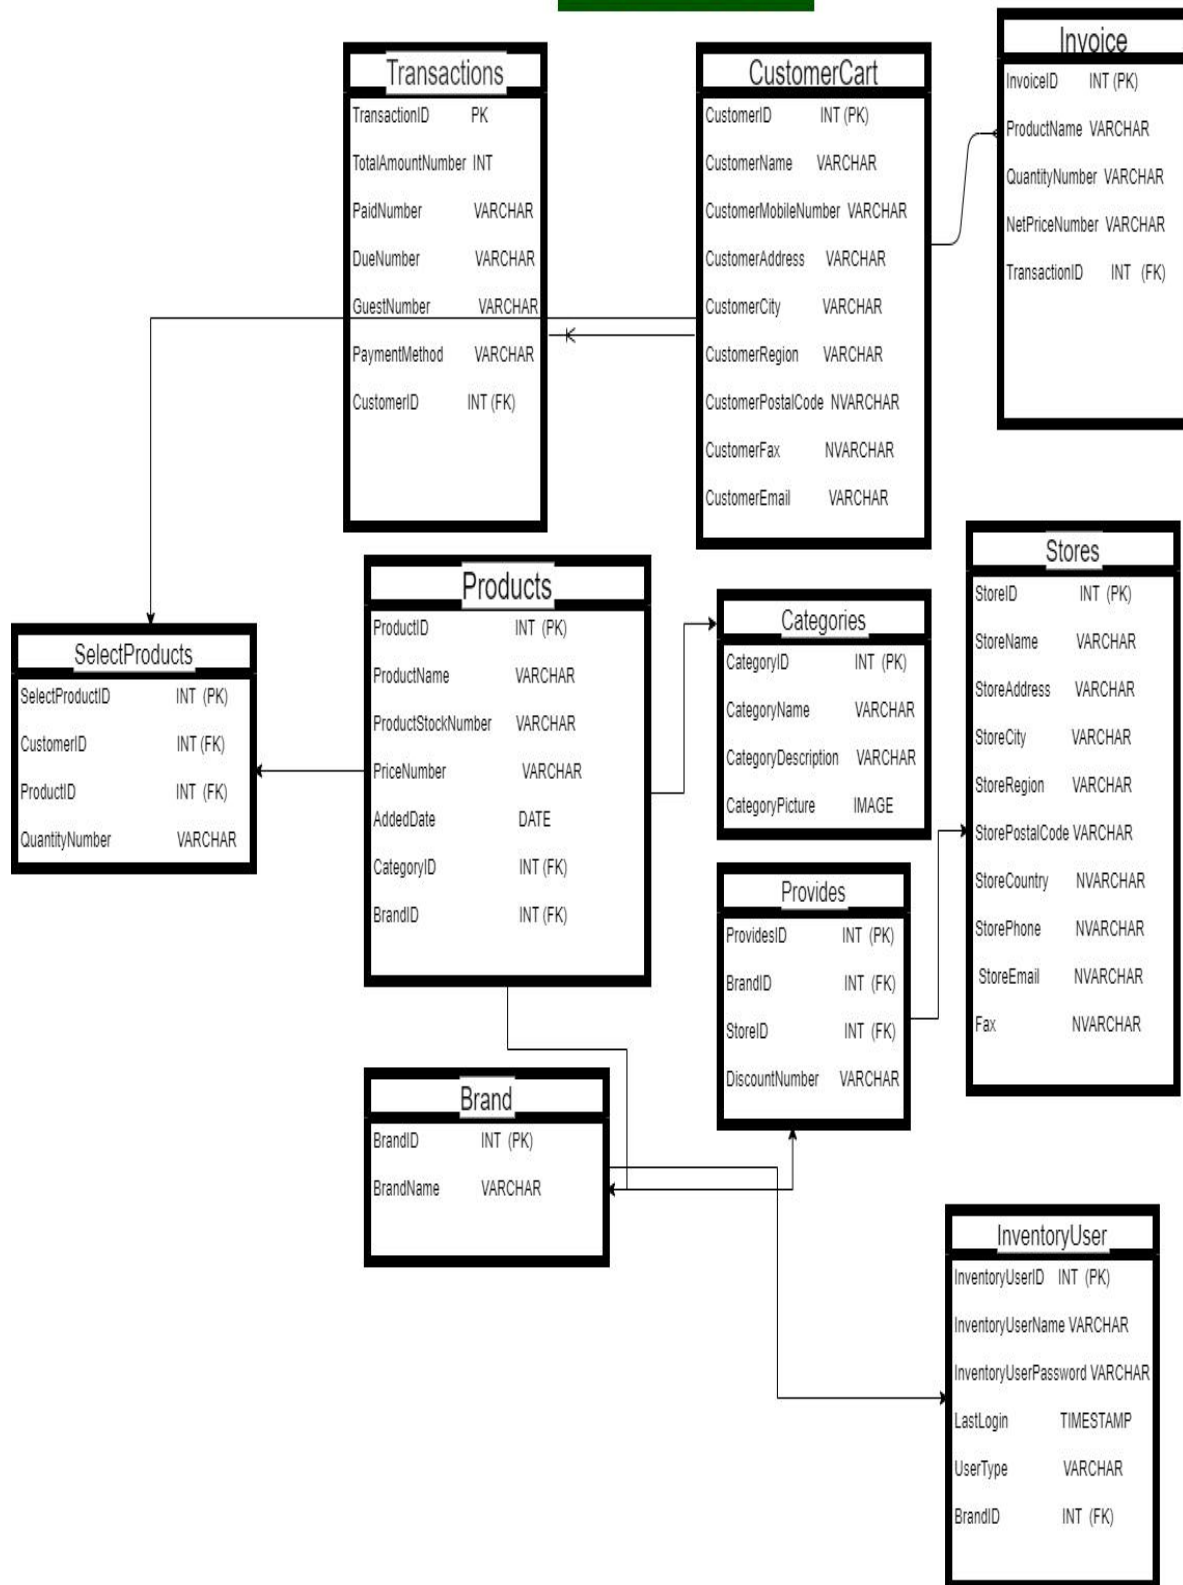 Transactions
TransactionID PK
TotalAmountNumber INT
PaidNumber VARCHAR
DueNumber VARCHAR
GuestNumber VARCHAR
PaymentMethod VARCHAR
CustomerID INT (FK)
CustomerCart
CustomerID INT (PK)
CustomerName VARCHAR
CustomerMobileNumber VARCHAR
CustomerAddress VARCHAR
CustomerCity VARCHAR
CustomerRegion VARCHAR
CustomerPostalCode NVARCHAR
CustomerFax NVARCHAR
CustomerEmail VARCHAR
Invoice
InvoiceID INT (PK)
ProductName VARCHAR
QuantityNumber VARCHAR
NetPriceNumber VARCHAR
TransactionID INT (FK)
SelectProducts
SelectProductID INT (PK)
CustomerID INT (FK)
ProductID INT (FK)
QuantityNumber VARCHAR
Products
ProductID INT (PK)
ProductName VARCHAR
ProductStockNumber VARCHAR
PriceNumber VARCHAR
AddedDate DATE
CategoryID INT (FK)
BrandID INT (FK)
Categories
CategoryID INT (PK)
CategoryName VARCHAR
CategoryDescription VARCHAR
CategoryPicture IMAGE
Stores
StoreID INT (PK)
StoreName VARCHAR
StoreAddress VARCHAR
StoreCity VARCHAR
StoreRegion VARCHAR
StorePostalCode VARCHAR
StoreCountry NVARCHAR
StorePhone NVARCHAR
StoreEmail NVARCHAR
Fax NVARCHAR
Provides
ProvidesID INT (PK)
BrandID INT (FK)
StoreID INT (FK)
DiscountNumber VARCHAR
Brand
BrandID INT (PK)
BrandName VARCHAR
InventoryUser
InventoryUserID INT (PK)
InventoryUserName VARCHAR
InventoryUserPassword VARCHAR
LastLogin TIMESTAMP
UserType VARCHAR
BrandID INT (FK)